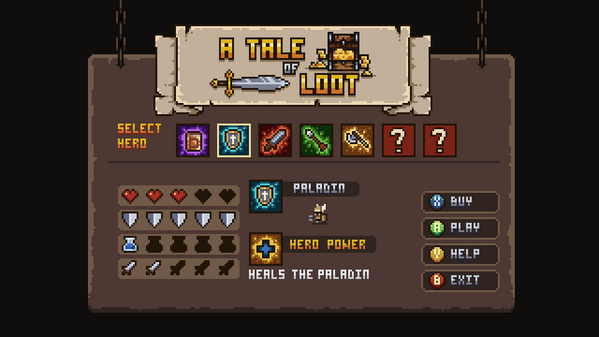 A TALE
OF
LOOT
SELECT
HERO
? ?
PALADIN
HERO POWER
HEALS THE PALADIN
X BUY
A PLAY
Y HELP
B EXIT